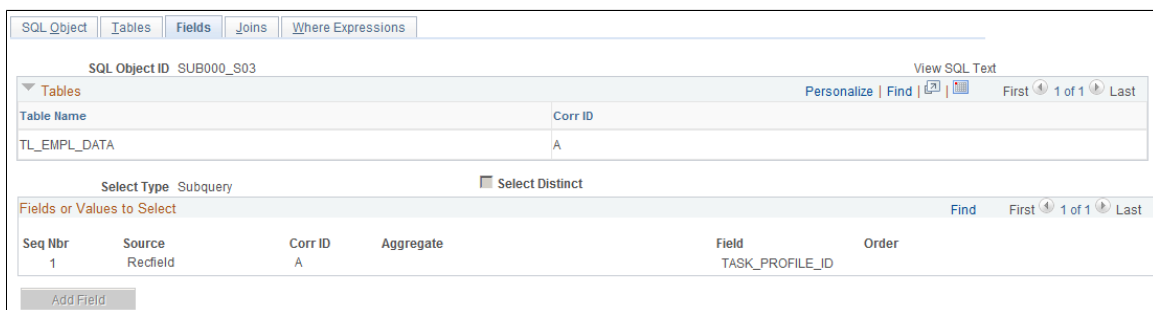 SQL Object Tables Fields Joins Where Expressions
SQL Object ID SUB000_S03 View SQL Text
Tables Personalize | Find | | First 1 of 1 Last
Table Name Corr ID
TL_EMPL_DATA A
Select Type Subquery Select Distinct
Fields or Values to Select Find First 1 of 1 Last
Seq Nbr Source Corr ID Aggregate Field Order
1 Recfield A TASK_PROFILE_ID
Add Field